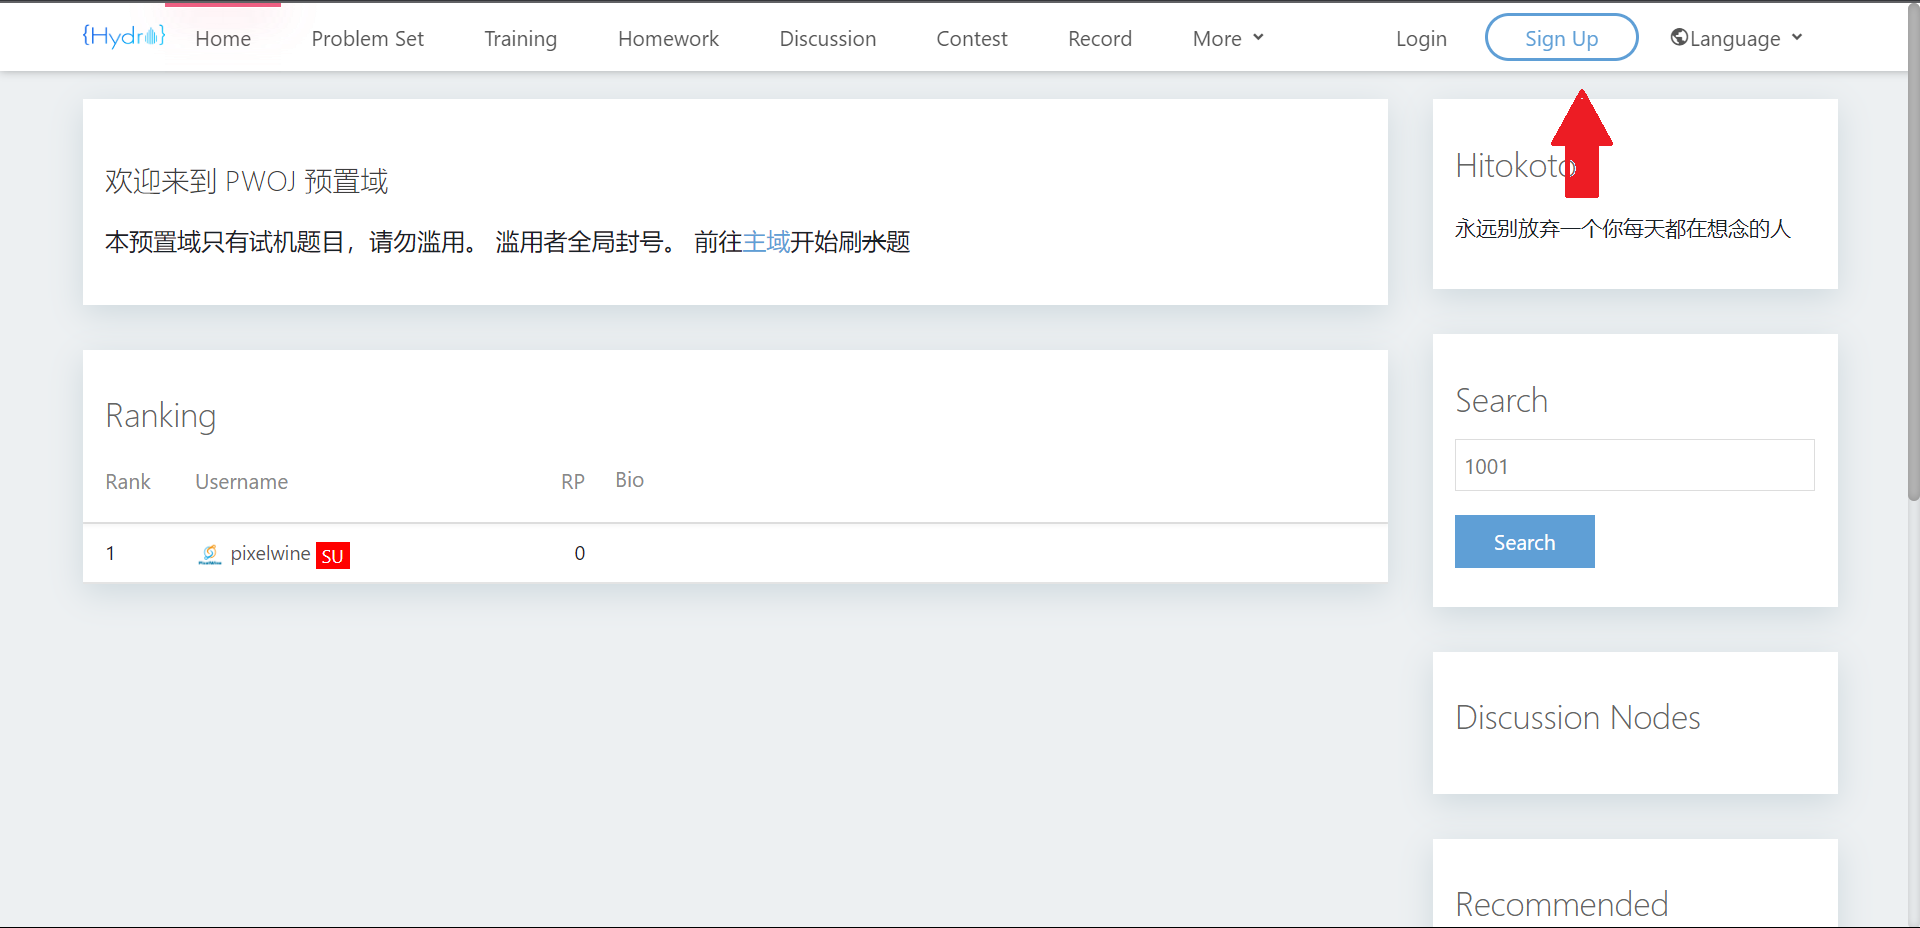 {Hydro}
Home
Problem Set
Training
Homework
Discussion
Contest
Record
More
Login
Sign Up
Language
欢迎来到 PWOJ 预置域
本预置域只有试机题目，请勿滥用。 滥用者全局封号。 前往主域开始刷水题
Ranking
Rank Username RP Bio
1 pixelwine SU 0
Hitokoto
永远别放弃一个你每天都在想念的人
Search
1001
Search
Discussion Nodes
Recommended